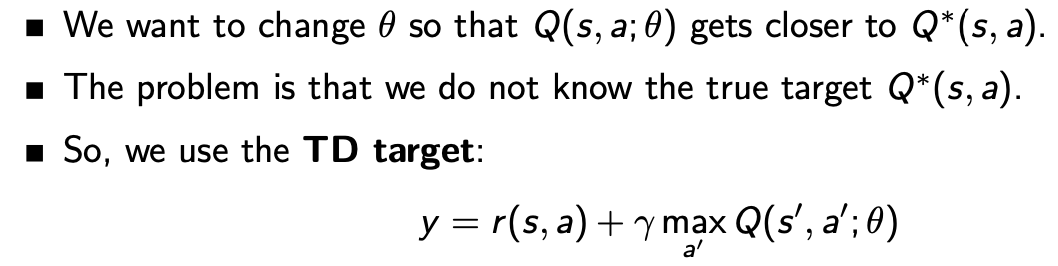 ■ We want to change θ so that Q(s, a; θ) gets closer to Q*(s, a).
■ The problem is that we do not know the true target Q*(s, a).
■ So, we use the TD target:
y = r(s, a) + γ max Q(s′, a′; θ)
a′